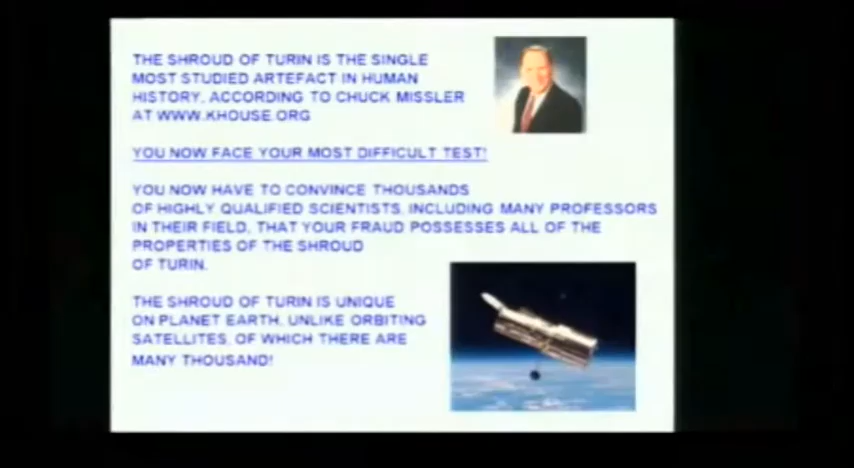 THE SHROUD OF TURIN IS THE SINGLE
MOST STUDIED ARTEFACT IN HUMAN
HISTORY, ACCORDING TO CHUCK MISSLER
AT WWW.KHOUSE.ORG
YOU NOW FACE YOUR MOST DIFFICULT TEST!
YOU NOW HAVE TO CONVINCE THOUSANDS
OF HIGHLY QUALIFIED SCIENTISTS, INCLUDING MANY PROFESSORS
IN THEIR FIELD, THAT YOUR FRAUD POSSESSES ALL OF THE
PROPERTIES OF THE SHROUD
OF TURIN.
THE SHROUD OF TURIN IS UNIQUE
ON PLANET EARTH, UNLIKE ORBITING
SATELLITES, OF WHICH THERE ARE
MANY THOUSAND!